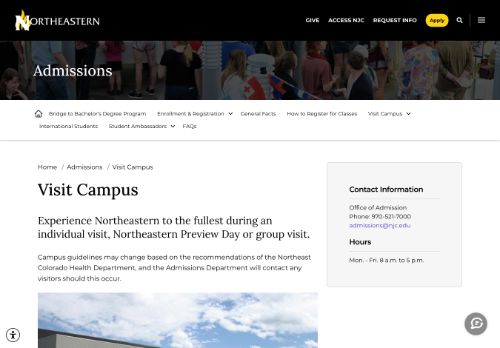 NORTHEASTERN
GIVE ACCESS NJC REQUEST INFO Apply
Admissions
Bridge to Bachelor's Degree Program Enrollment & Registration General Facts How to Register for Classes Visit Campus
International Students Student Ambassadors FAQs
Home / Admissions / Visit Campus
Visit Campus
Experience Northeastern to the fullest during an
individual visit, Northeastern Preview Day or group visit.
Campus guidelines may change based on the recommendations of the Northeast
Colorado Health Department, and the Admissions Department will contact any
visitors should this occur.
Contact Information
Office of Admission
Phone: 970-521-7000
admissions@njc.edu
Hours
Mon. - Fri. 8 a.m. to 5 p.m.